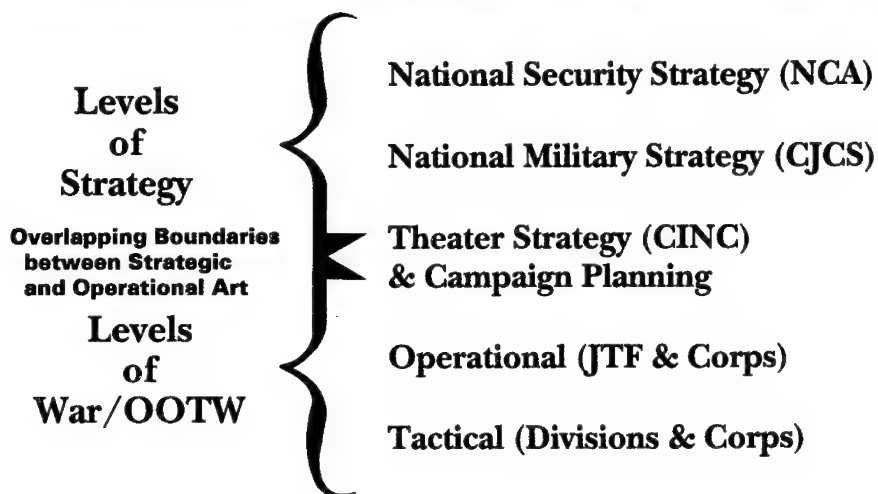 Levels
of
Strategy
Overlapping Boundaries
between Strategic
and Operational Art
Levels
of
War/OOTW
National Security Strategy (NCA)
National Military Strategy (CJCS)
Theater Strategy (CINC)
& Campaign Planning
Operational (JTF & Corps)
Tactical (Divisions & Corps)